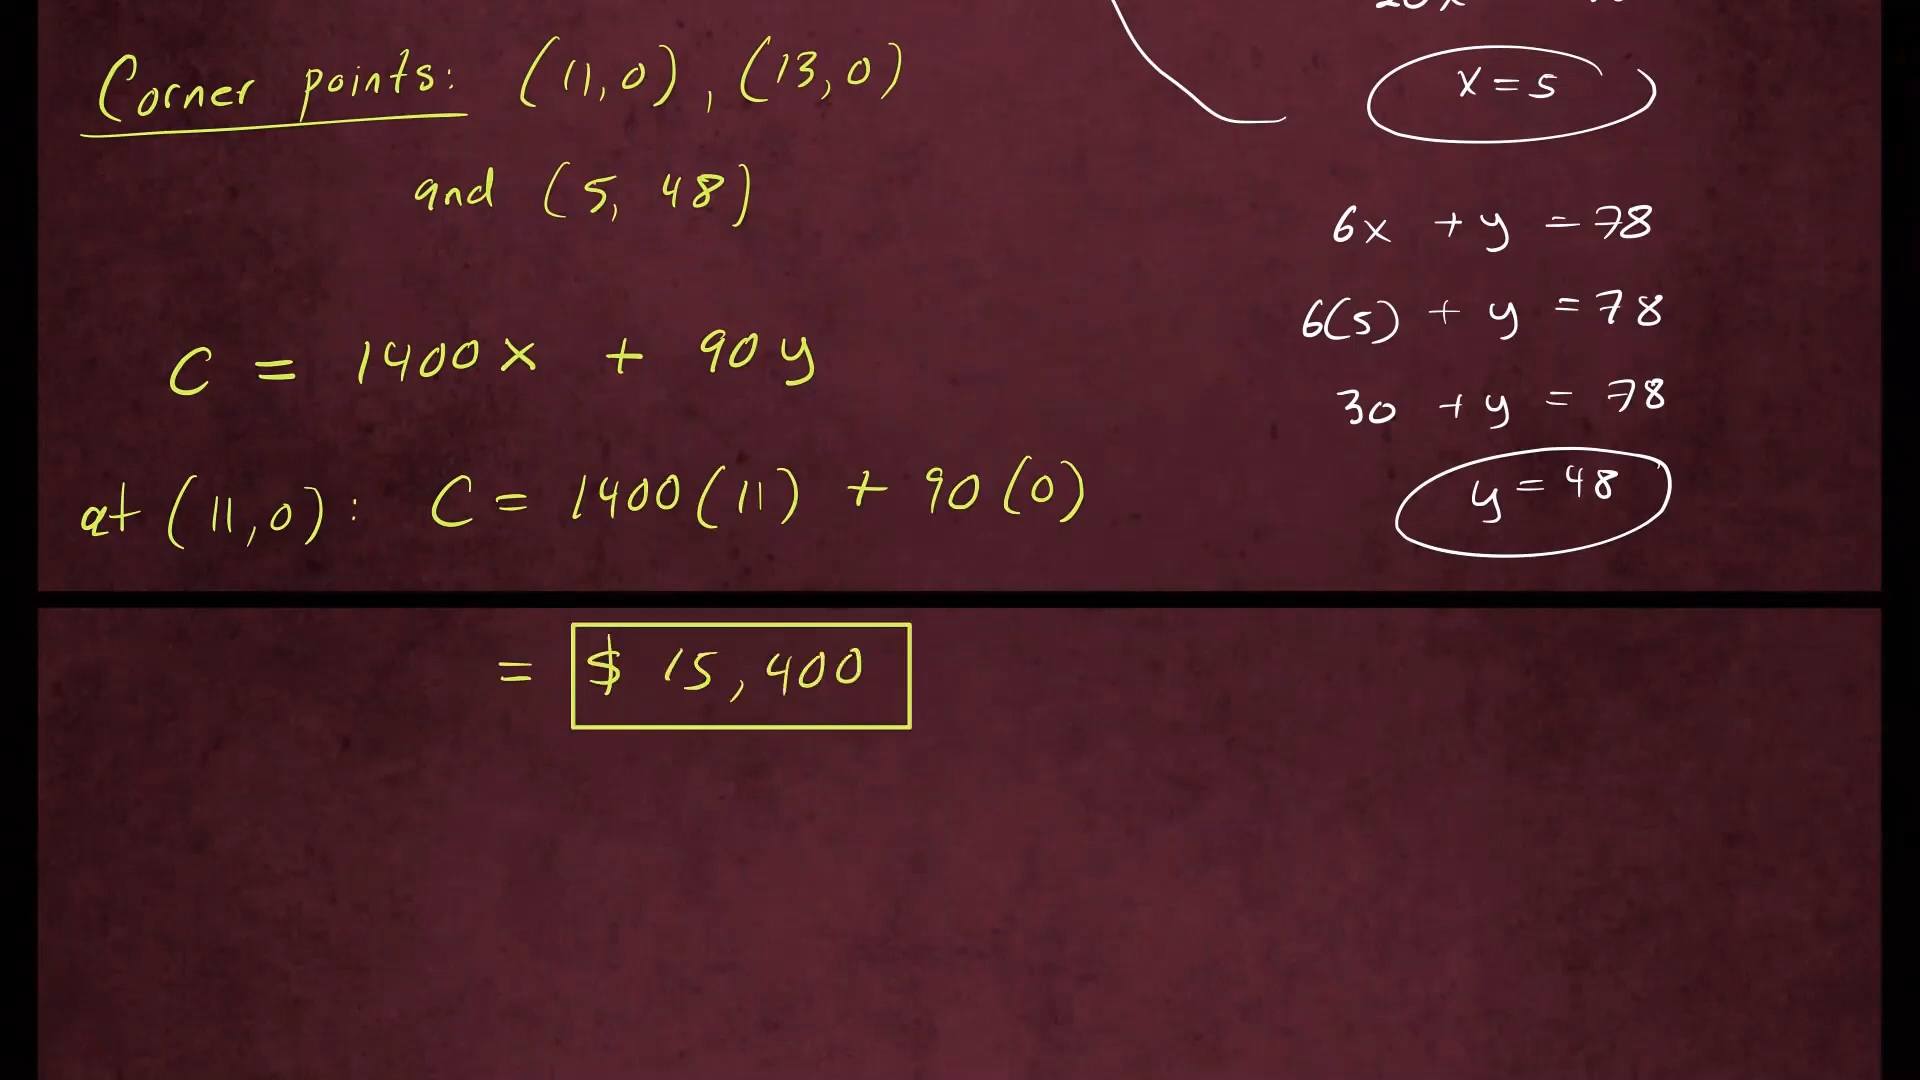 Corner points: (11,0), (13,0)
and (5, 48)
C = 1400x + 90y
at (11,0): C = 1400(11) + 90(0)
= $ 15,400
x = 5
6x + y = 78
6(5) + y = 78
30 + y = 78
y = 48